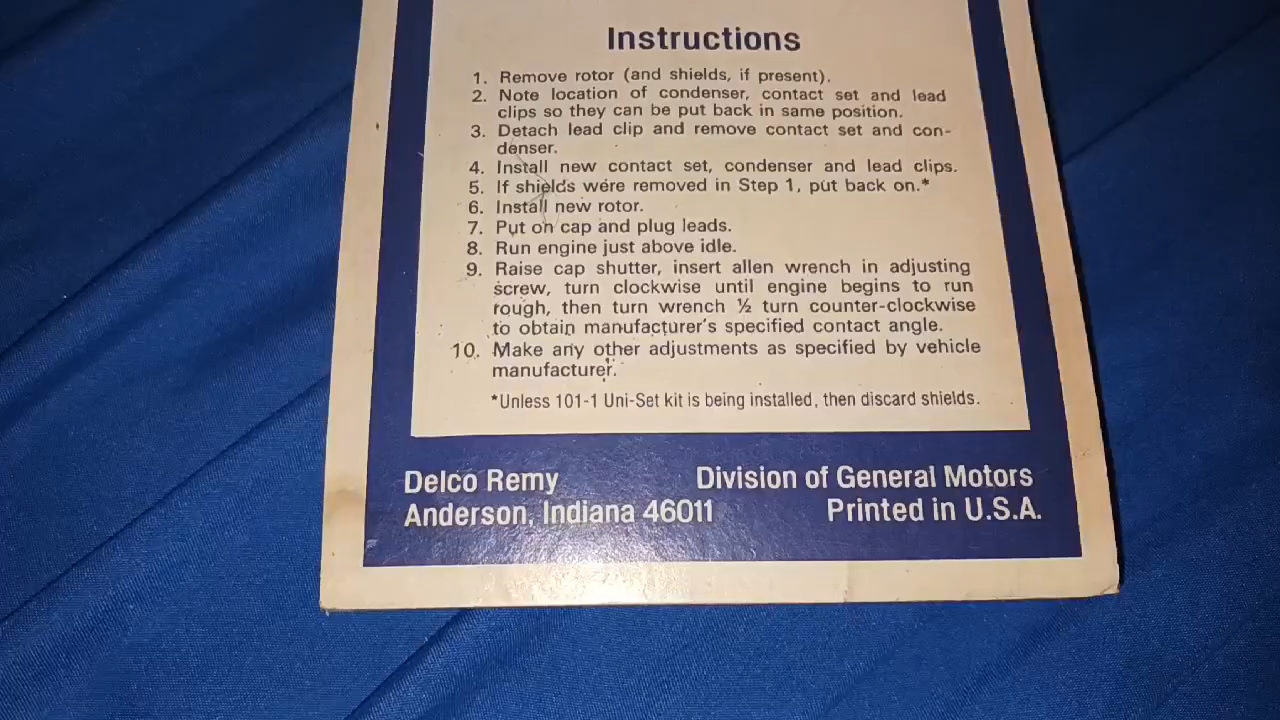 Instructions
1. Remove rotor (and shields, if present).
2. Note location of condenser, contact set and lead
clips so they can be put back in same position.
3. Detach lead clip and remove contact set and con-
denser.
4. Install new contact set, condenser and lead clips.
5. If shields were removed in Step 1, put back on.*
6. Install new rotor.
7. Put on cap and plug leads.
8. Run engine just above idle.
9. Raise cap shutter, insert allen wrench in adjusting
screw, turn clockwise until engine begins to run
rough, then turn wrench ½ turn counter-clockwise
to obtain manufacturer's specified contact angle.
10. Make any other adjustments as specified by vehicle
manufacturer.
*Unless 101-1 Uni-Set kit is being installed, then discard shields.
Delco Remy Division of General Motors
Anderson, Indiana 46011 Printed in U.S.A.